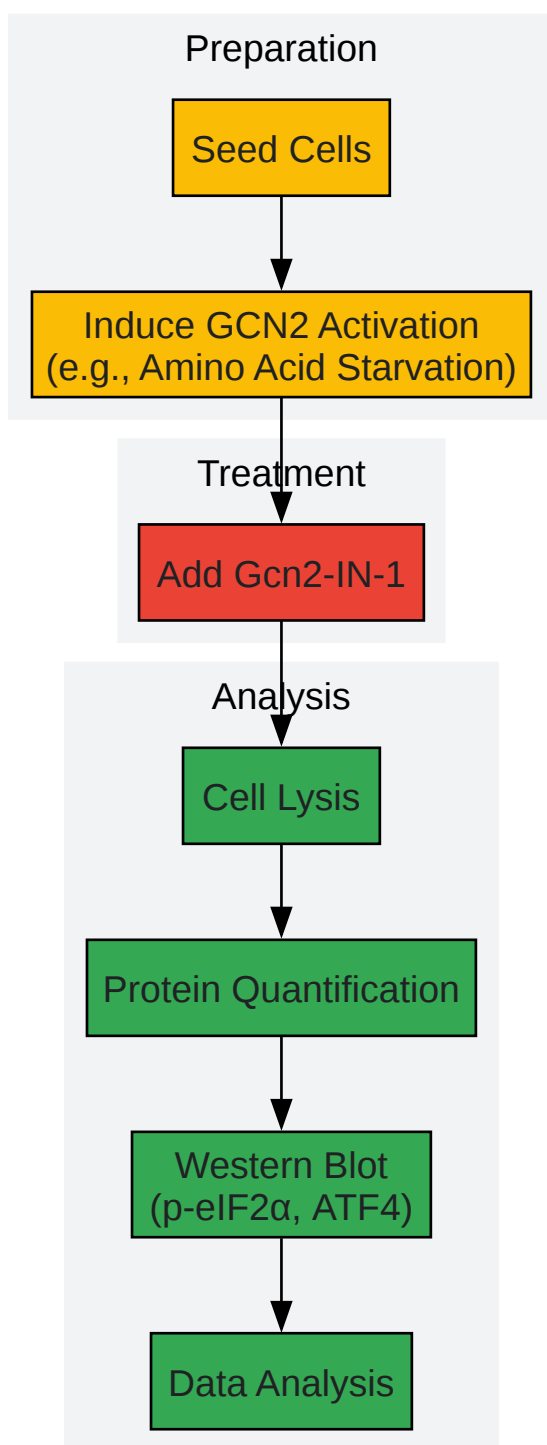 Preparation
Seed Cells
Induce GCN2 Activation
(e.g., Amino Acid Starvation)
Treatment
Add Gcn2-IN-1
Analysis
Cell Lysis
Protein Quantification
Western Blot
(p-eIF2α, ATF4)
Data Analysis